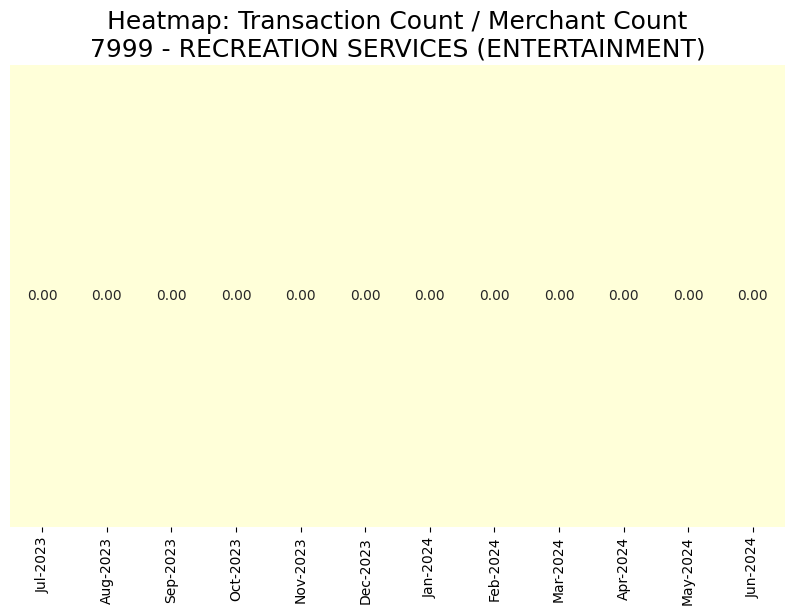 Heatmap: Transaction Count / Merchant Count
7999 - RECREATION SERVICES (ENTERTAINMENT)
0.00 0.00 0.00 0.00 0.00 0.00 0.00 0.00 0.00 0.00 0.00 0.00
Jul-2023 Aug-2023 Sep-2023 Oct-2023 Nov-2023 Dec-2023 Jan-2024 Feb-2024 Mar-2024 Apr-2024 May-2024 Jun-2024